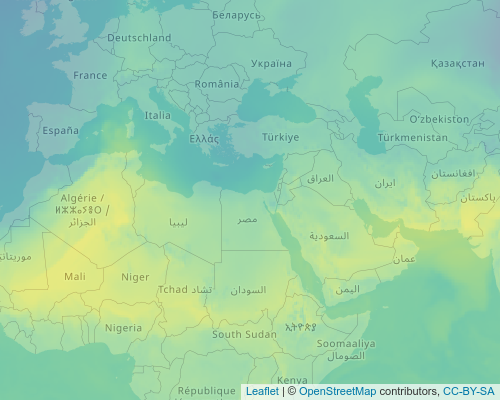 Беларусь
Deutschland
Україна
France
România
Қазақстан
Italia
O'zbekiston
España
Ελλάς
Türkiye
Türkmenistan
افغانستان
العراق
ایران
پاکستان
Algérie /
ⵍⵣⵣⴰⵢⴻⵔ /
الجزائر
ليبيا
مصر
السعودية
موريتاني
عمان
Mali
Niger
Tchad تشاد
السودان
اليمن
Nigeria
South Sudan
ኢትዮጵያ
Soomaaliya
الصومال
République
Kenya
Leaflet | © OpenStreetMap contributors, CC-BY-SA